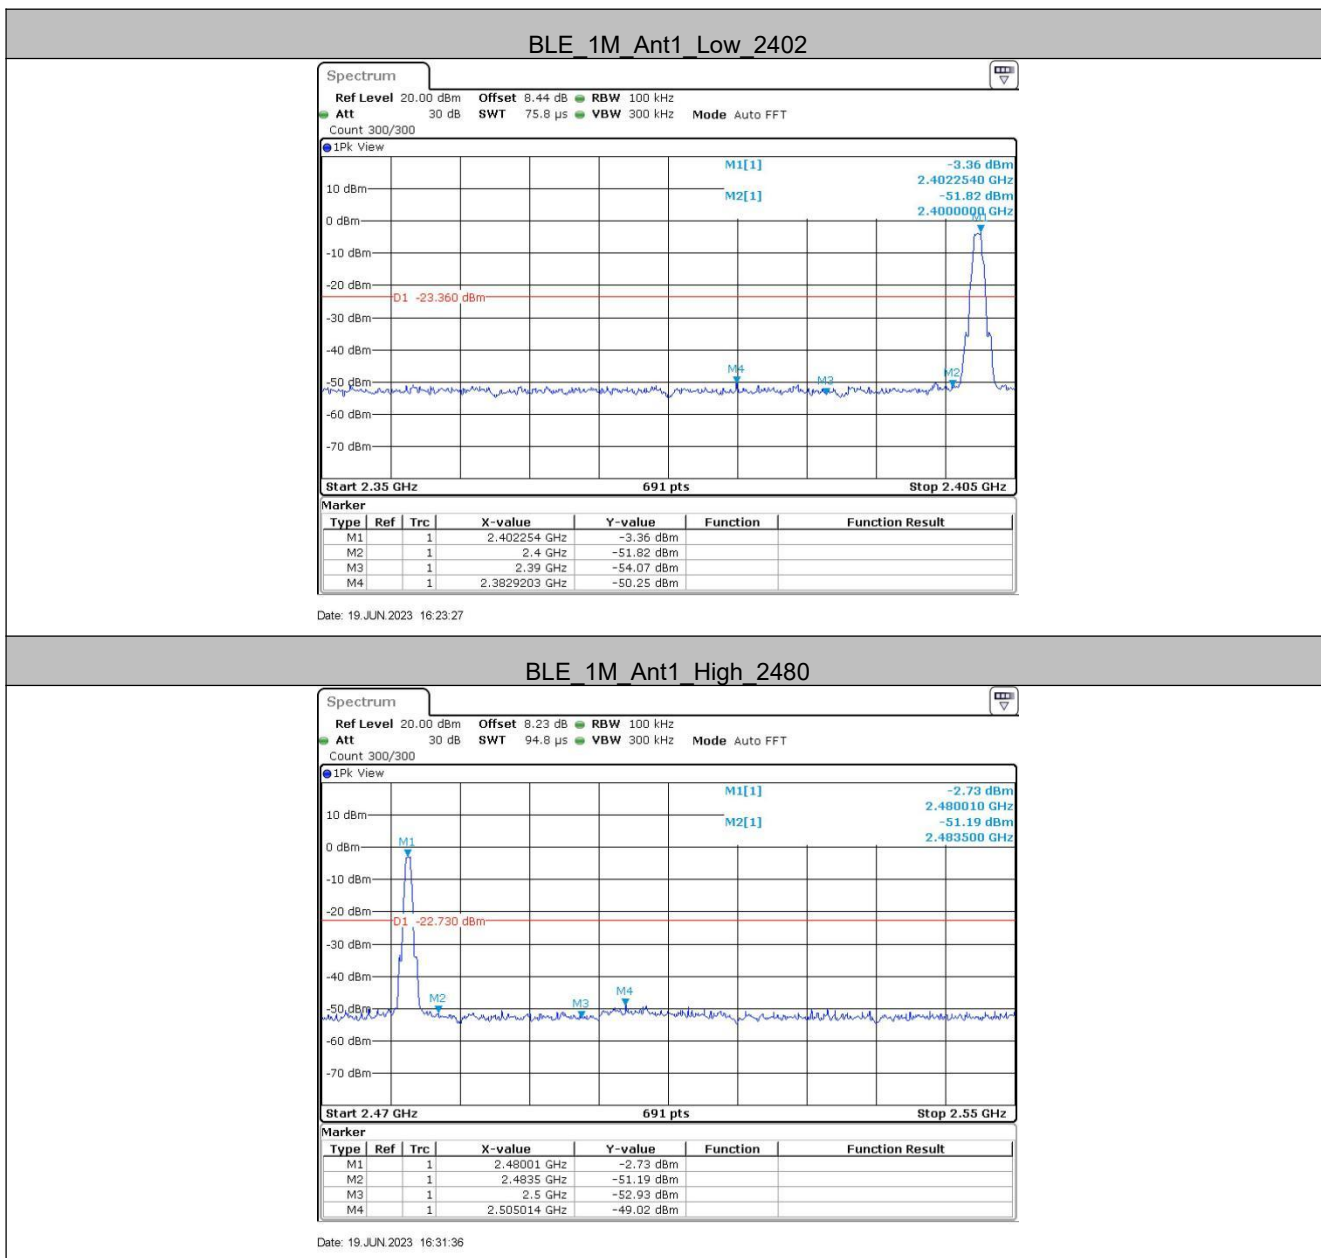 BLE_1M_Ant1_Low_2402
Spectrum
Ref Level 20.00 dBm Offset 8.44 dB RBW 100 kHz
Att 30 dB SWT 75.8 µs VBW 300 kHz Mode Auto FFT
Count 300/300
1Pk View
M1[1] -3.36 dBm
2.4022540 GHz
10 dBm
M2[1] -51.82 dBm
2.4000000 GHz
0 dBm
M1
-10 dBm
-20 dBm
D1 -23.360 dBm
-30 dBm
-40 dBm
M4
M3
M2
-50 dBm
-60 dBm
-70 dBm
Start 2.35 GHz 691 pts Stop 2.405 GHz
Marker
Type Ref Trc X-value Y-value Function Function Result
M1 1 2.402254 GHz -3.36 dBm
M2 1 2.4 GHz -51.82 dBm
M3 1 2.39 GHz -54.07 dBm
M4 1 2.3829203 GHz -50.25 dBm
Date: 19.JUN.2023 16:23:27
BLE_1M_Ant1_High_2480
Spectrum
Ref Level 20.00 dBm Offset 8.23 dB RBW 100 kHz
Att 30 dB SWT 94.8 µs VBW 300 kHz Mode Auto FFT
Count 300/300
1Pk View
M1[1] -2.73 dBm
2.480010 GHz
10 dBm
M2[1] -51.19 dBm
2.483500 GHz
0 dBm
M1
-10 dBm
-20 dBm
D1 -22.730 dBm
-30 dBm
-40 dBm
M2
M3
M4
-50 dBm
-60 dBm
-70 dBm
Start 2.47 GHz 691 pts Stop 2.55 GHz
Marker
Type Ref Trc X-value Y-value Function Function Result
M1 1 2.48001 GHz -2.73 dBm
M2 1 2.4835 GHz -51.19 dBm
M3 1 2.5 GHz -52.93 dBm
M4 1 2.505014 GHz -49.02 dBm
Date: 19.JUN.2023 16:31:36